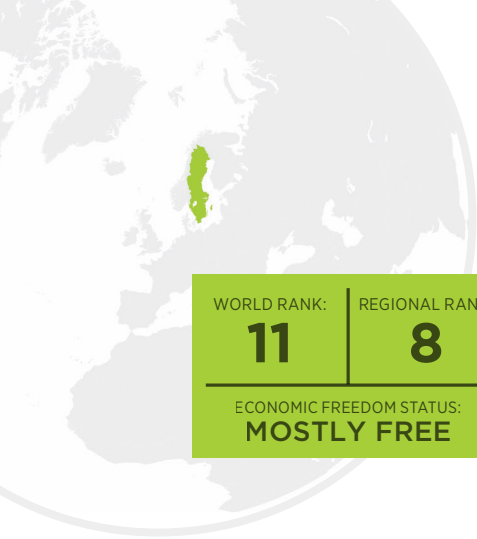 WORLD RANK:
11
REGIONAL RAN
8
ECONOMIC FREEDOM STATUS:
MOSTLY FREE